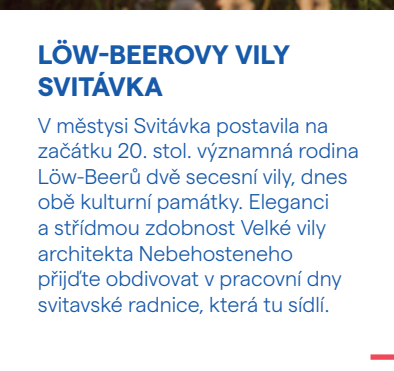 LÖW-BEEROVY VILY
SVITÁVKA
V městysi Svitávka postavila na
začátku 20. stol. významná rodina
Löw-Beerů dvě secesní vily, dnes
obě kulturní památky. Eleganci
a střídmou zdobnost Velké vily
architekta Nebehosteneho
přijďte obdivovat v pracovní dny
svitavské radnice, která tu sídlí.